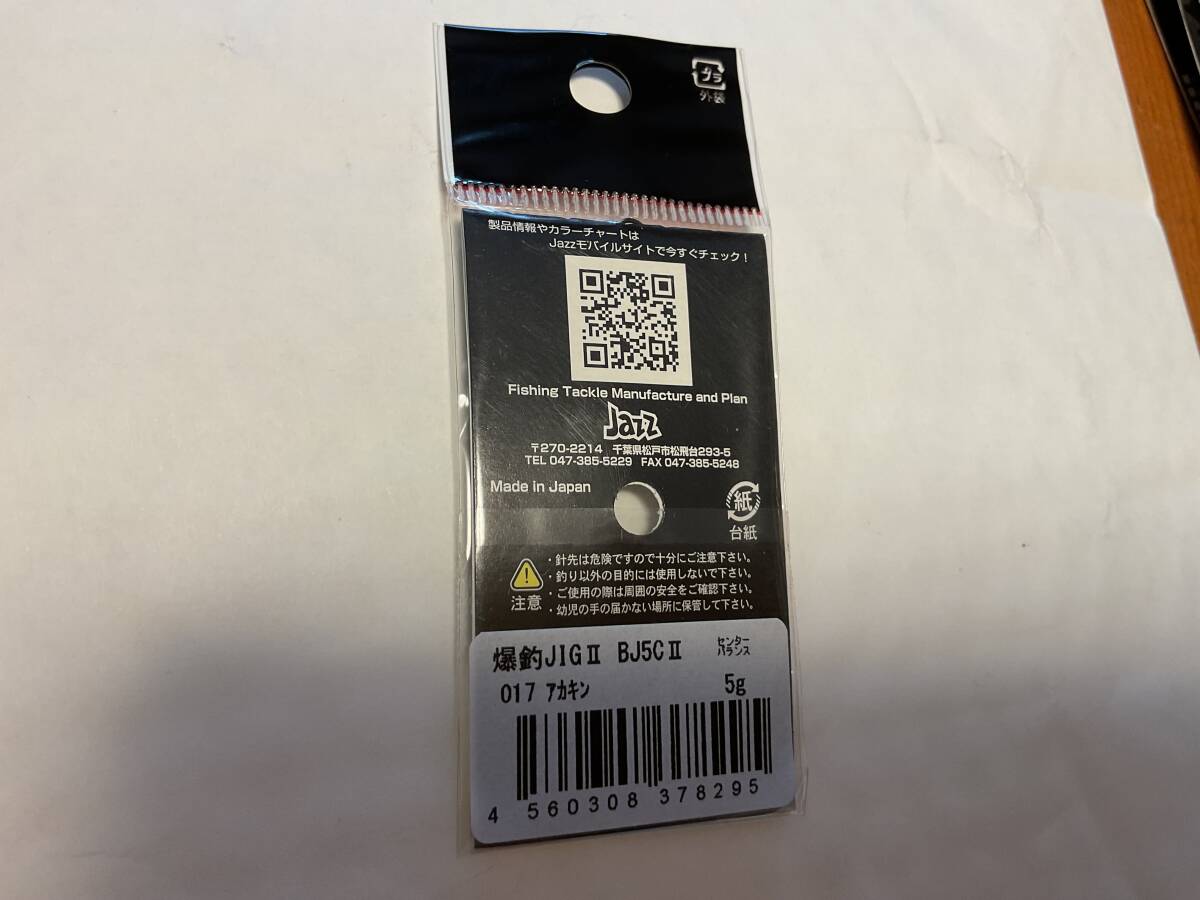 プラ
外袋
製品情報やカラーチャートは
Jazzモバイルサイトで今すぐチェック！
Fishing Tackle Manufacture and Plan
Jazz
〒270-2214 千葉県松戸市松飛台293-5
TEL 047-385-5229 FAX 047-385-5248
Made in Japan
紙
台紙
・針先は危険ですので十分にご注意下さい。
・釣り以外の目的には使用しないで下さい。
・ご使用の際は周囲の安全をご確認下さい。
・幼児の手の届かない場所に保管して下さい。
注意
爆釣JIGⅡ BJ5CⅡ センターバランス
017 アカキン 5g
4 560308 378295